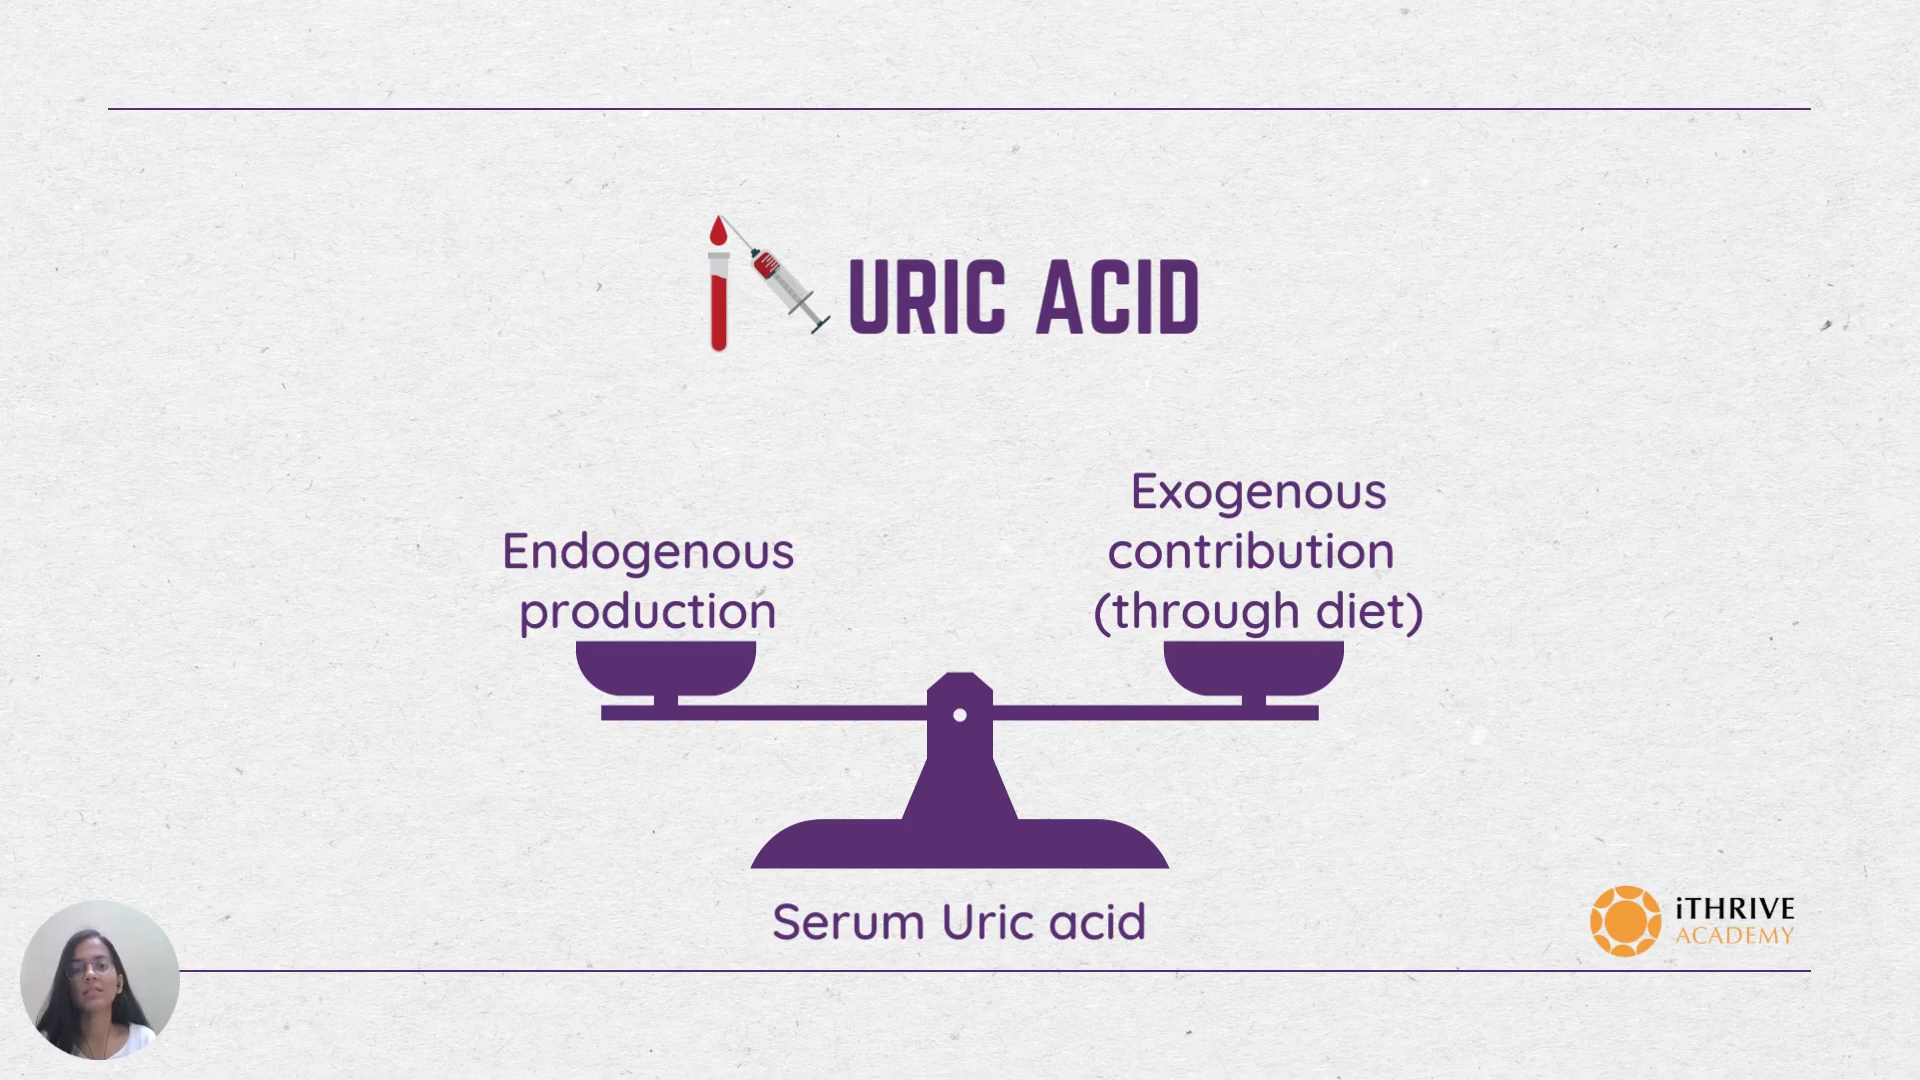 URIC ACID
Endogenous
production
Exogenous
contribution
(through diet)
Serum Uric acid
iTHRIVE
ACADEMY